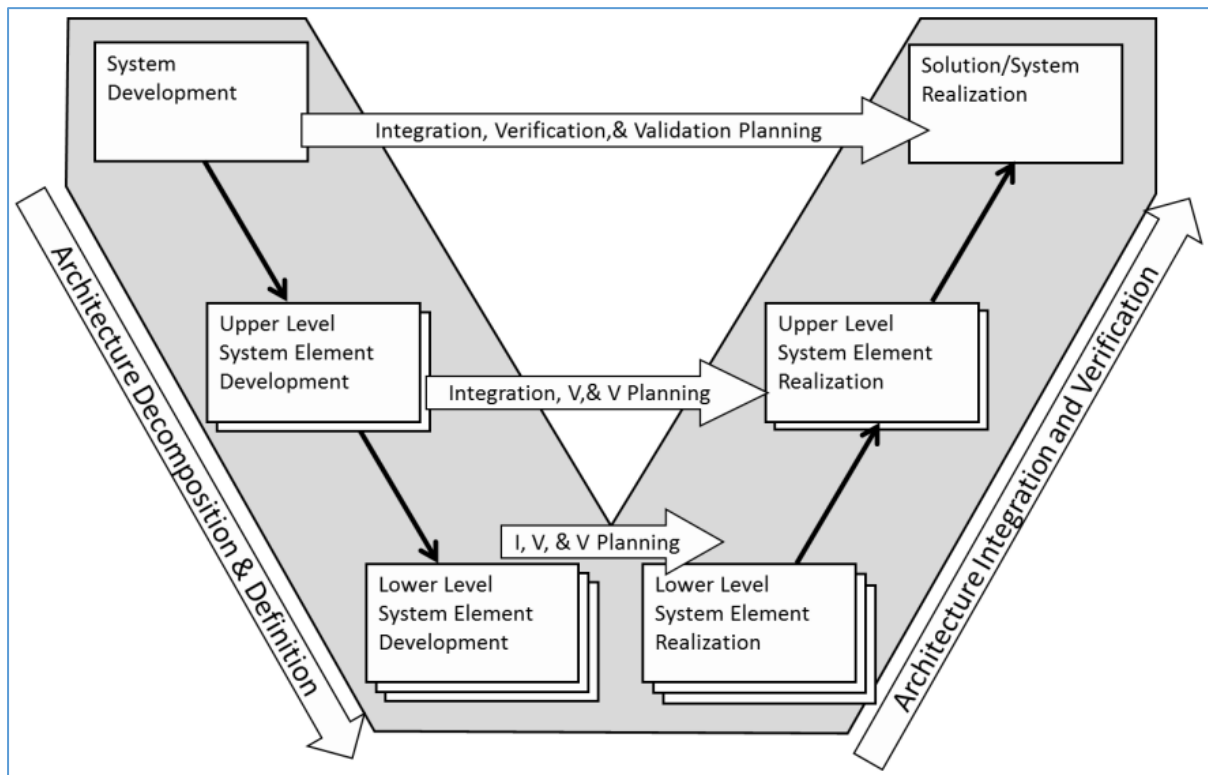 System
Development
Solution/System
Realization
Integration, Verification,& Validation Planning
Architecture Decomposition & Definition
Upper Level
System Element
Development
Upper Level
System Element
Realization
Integration, V,& V Planning
Architecture Integration and Verification
I, V, & V Planning
Lower Level
System Element
Development
Lower Level
System Element
Realization